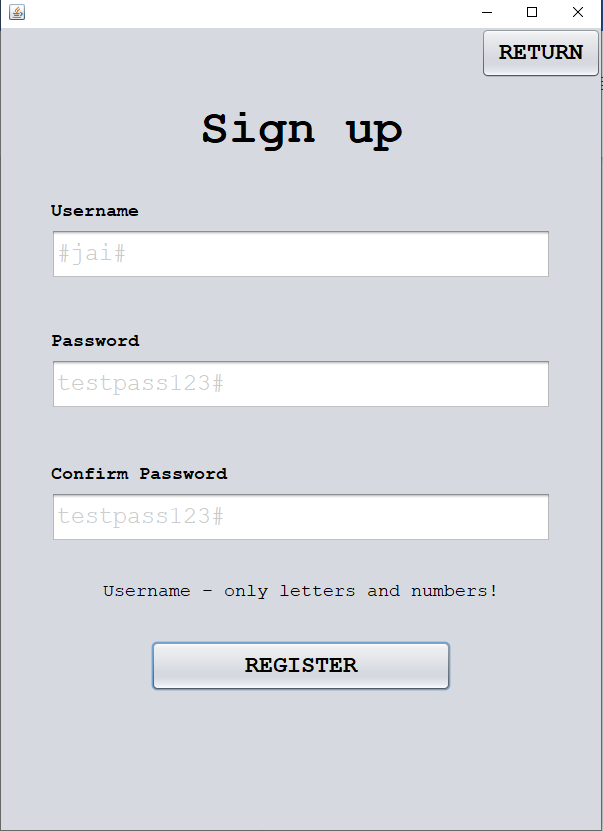 RETURN
Sign up
Username
#jai#
Password
testpass123#
Confirm Password
testpass123#
Username - only letters and numbers!
REGISTER